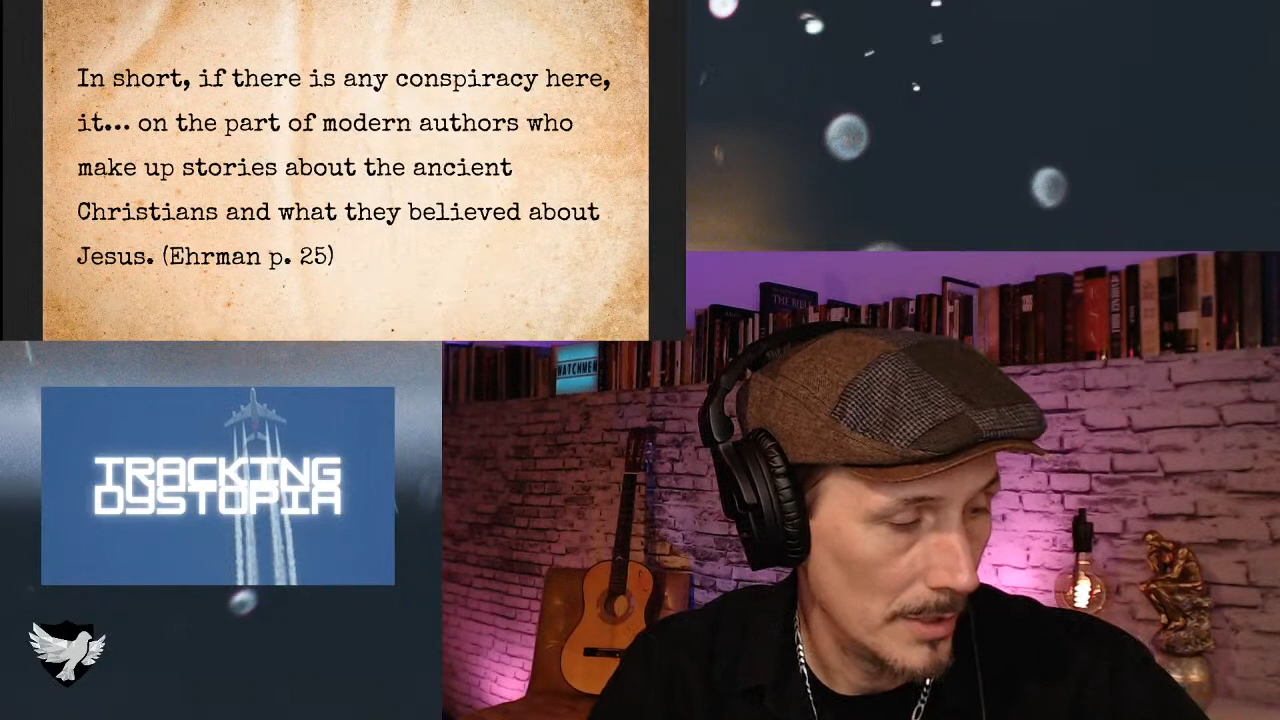 In short, if there is any conspiracy here,
it... on the part of modern authors who
make up stories about the ancient
Christians and what they believed about
Jesus. (Ehrman p. 25)
THE BIBLE
WATCHMEN
TRACKING
DYSTOPIA